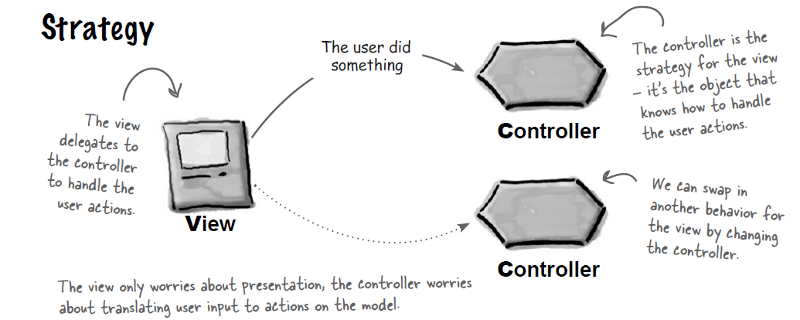 Strategy
The user did
something
The controller is the
strategy for the view
– it's the object that
knows how to handle
the user actions.
Controller
The view
delegates to
the controller
to handle the
user actions.
View
We can swap in
another behavior for
the view by changing
the controller.
Controller
The view only worries about presentation, the controller worries
about translating user input to actions on the model.